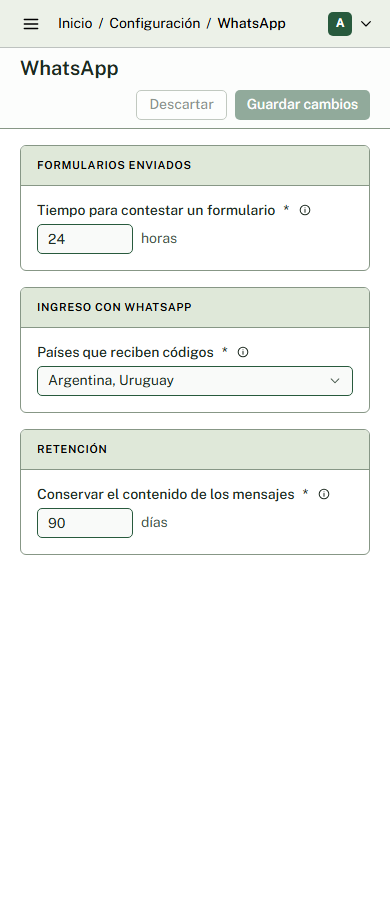 Inicio / Configuración / WhatsApp
A
WhatsApp
Descartar
Guardar cambios
FORMULARIOS ENVIADOS
Tiempo para contestar un formulario *
24 horas
INGRESO CON WHATSAPP
Países que reciben códigos *
Argentina, Uruguay
RETENCIÓN
Conservar el contenido de los mensajes *
90 días